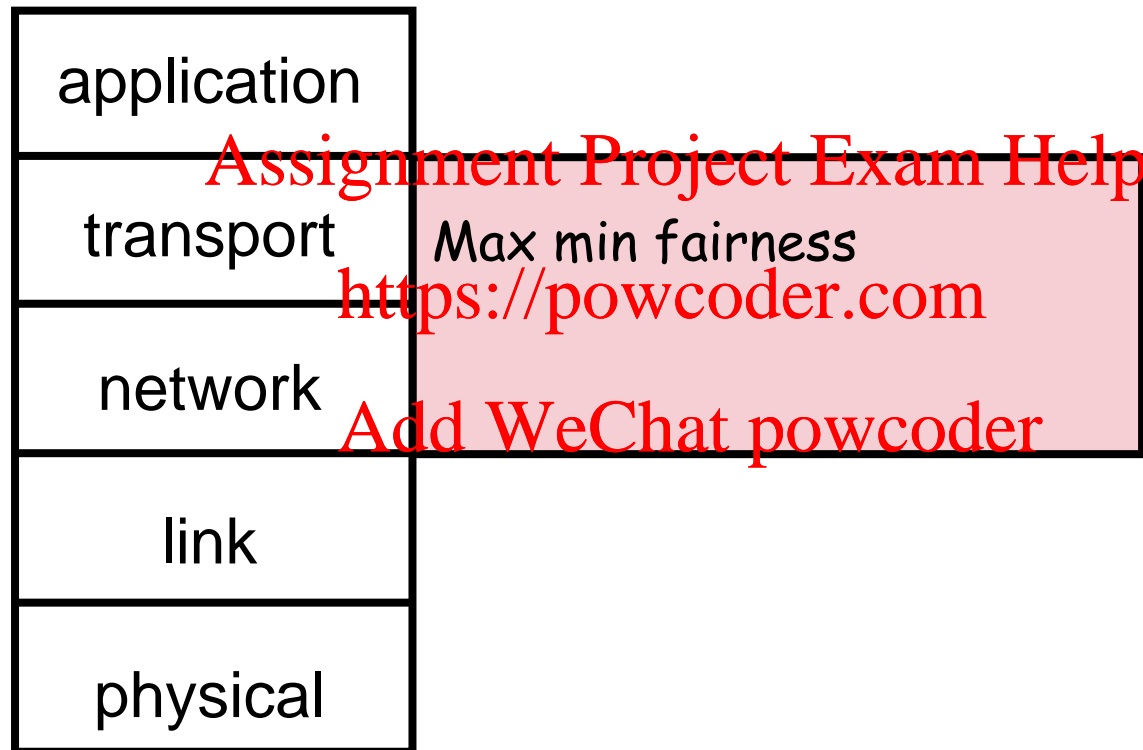 application
Assignment Project Exam Help
transport
Max min fairness
https://powcoder.com
network
Add WeChat powcoder
link
physical